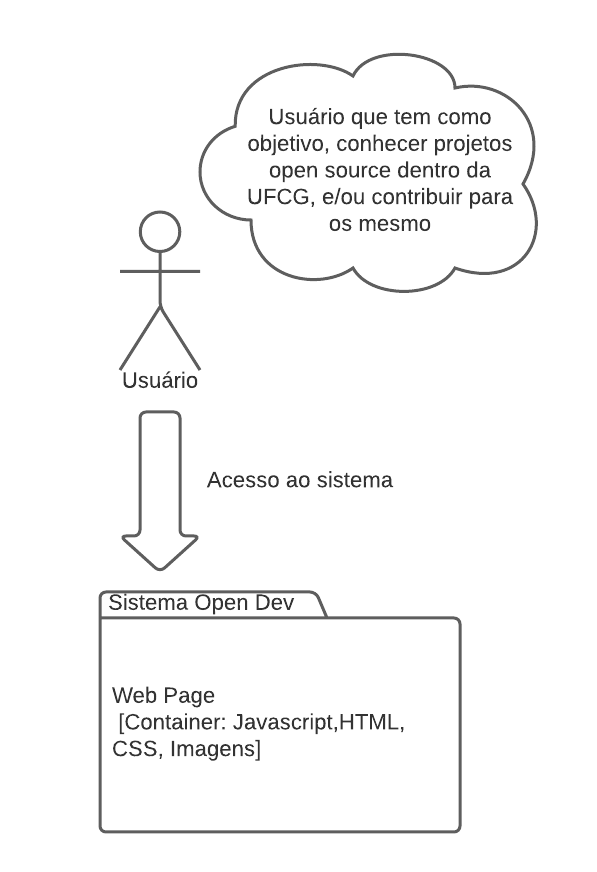 Usuário que tem como
objetivo, conhecer projetos
open source dentro da
UFCG, e/ou contribuir para
os mesmo
Usuário
Acesso ao sistema
Sistema Open Dev
Web Page
[Container: Javascript,HTML,
CSS, Imagens]